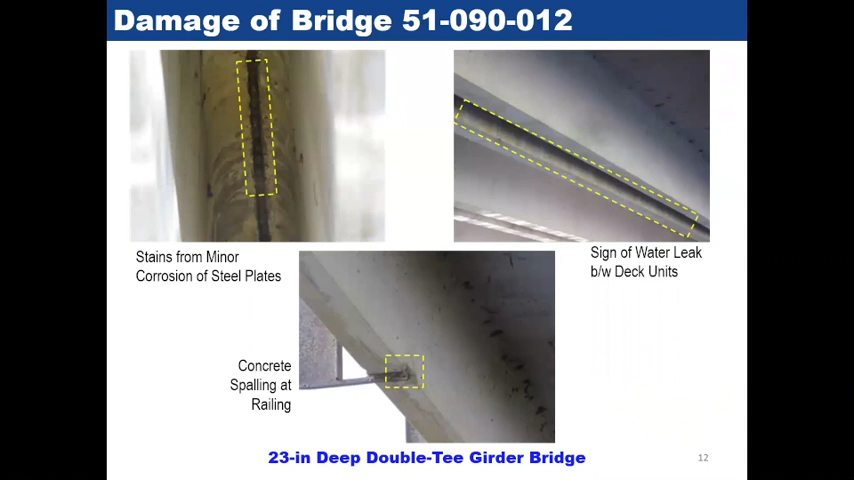 Damage of Bridge 51-090-012
Stains from Minor
Corrosion of Steel Plates
Sign of Water Leak
b/w Deck Units
Concrete
Spalling at
Railing
23-in Deep Double-Tee Girder Bridge
12